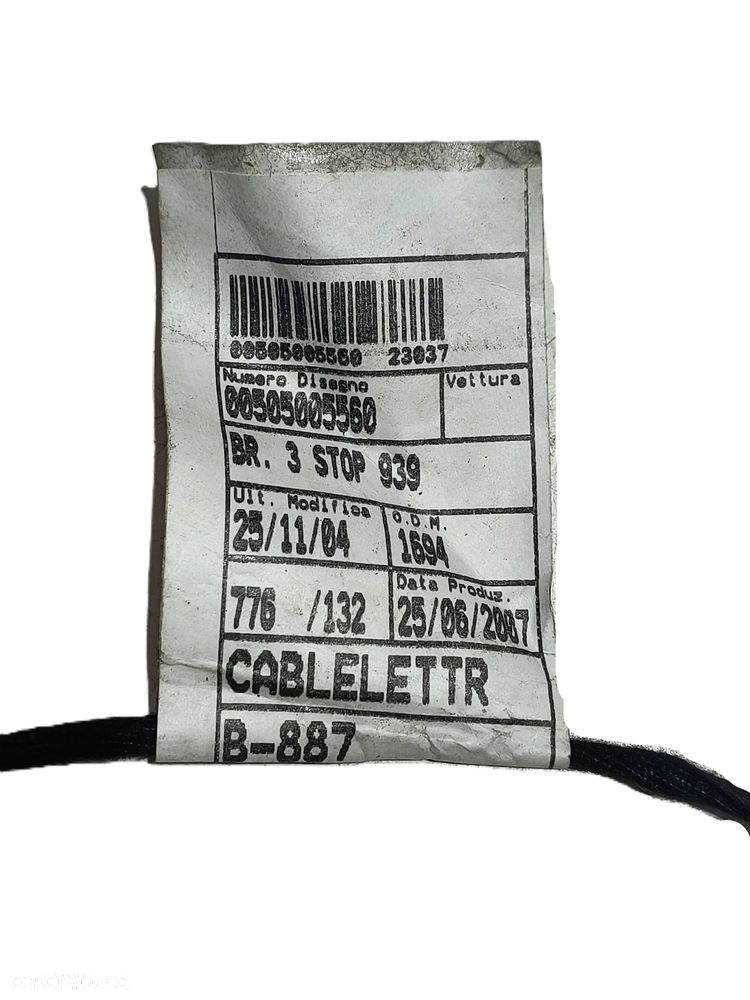 00505005560 23037
Numero Disegno Vettura
00505005560
BR. 3 STOP 939
Ult. Modifica O.D.M.
25/11/04 1694
Data Produz.
776 /132 25/06/2007
CABLELETTR
B-887